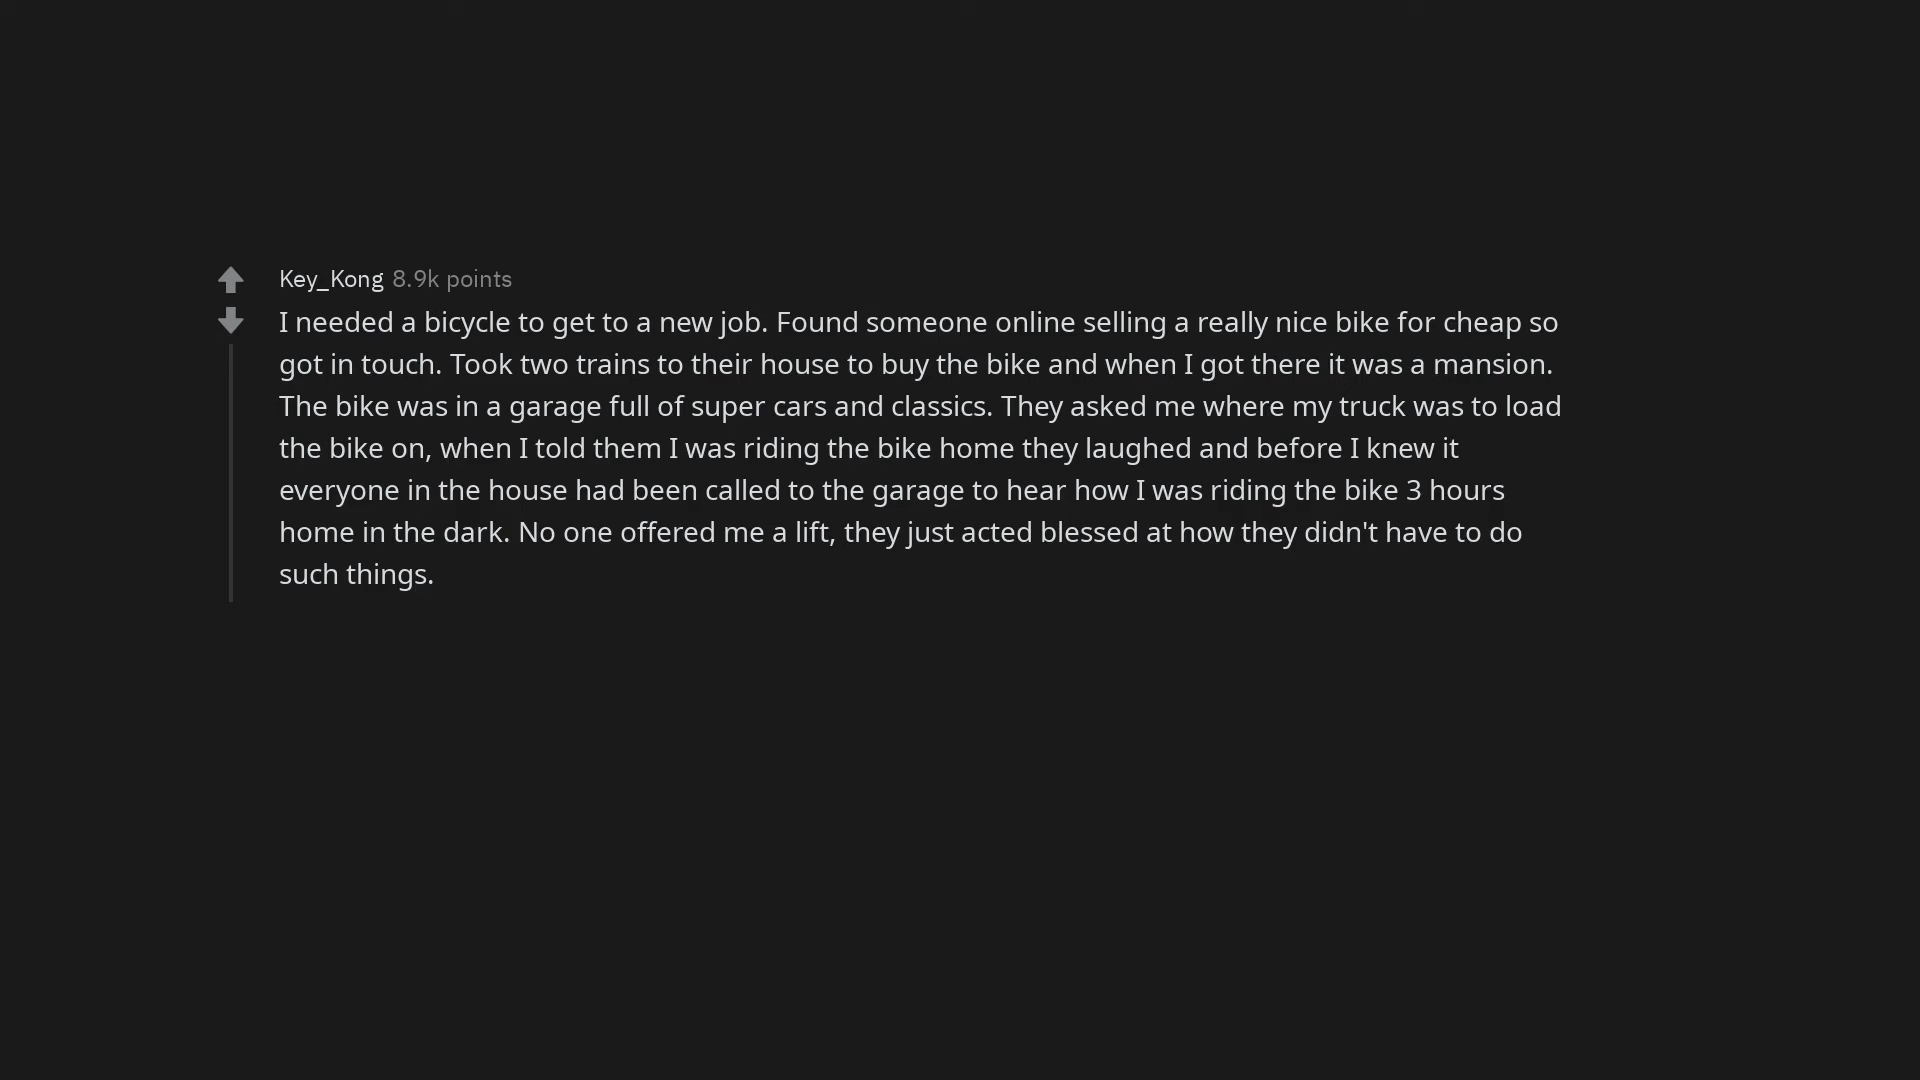 Key_Kong 8.9k points
I needed a bicycle to get to a new job. Found someone online selling a really nice bike for cheap so
got in touch. Took two trains to their house to buy the bike and when I got there it was a mansion.
The bike was in a garage full of super cars and classics. They asked me where my truck was to load
the bike on, when I told them I was riding the bike home they laughed and before I knew it
everyone in the house had been called to the garage to hear how I was riding the bike 3 hours
home in the dark. No one offered me a lift, they just acted blessed at how they didn't have to do
such things.